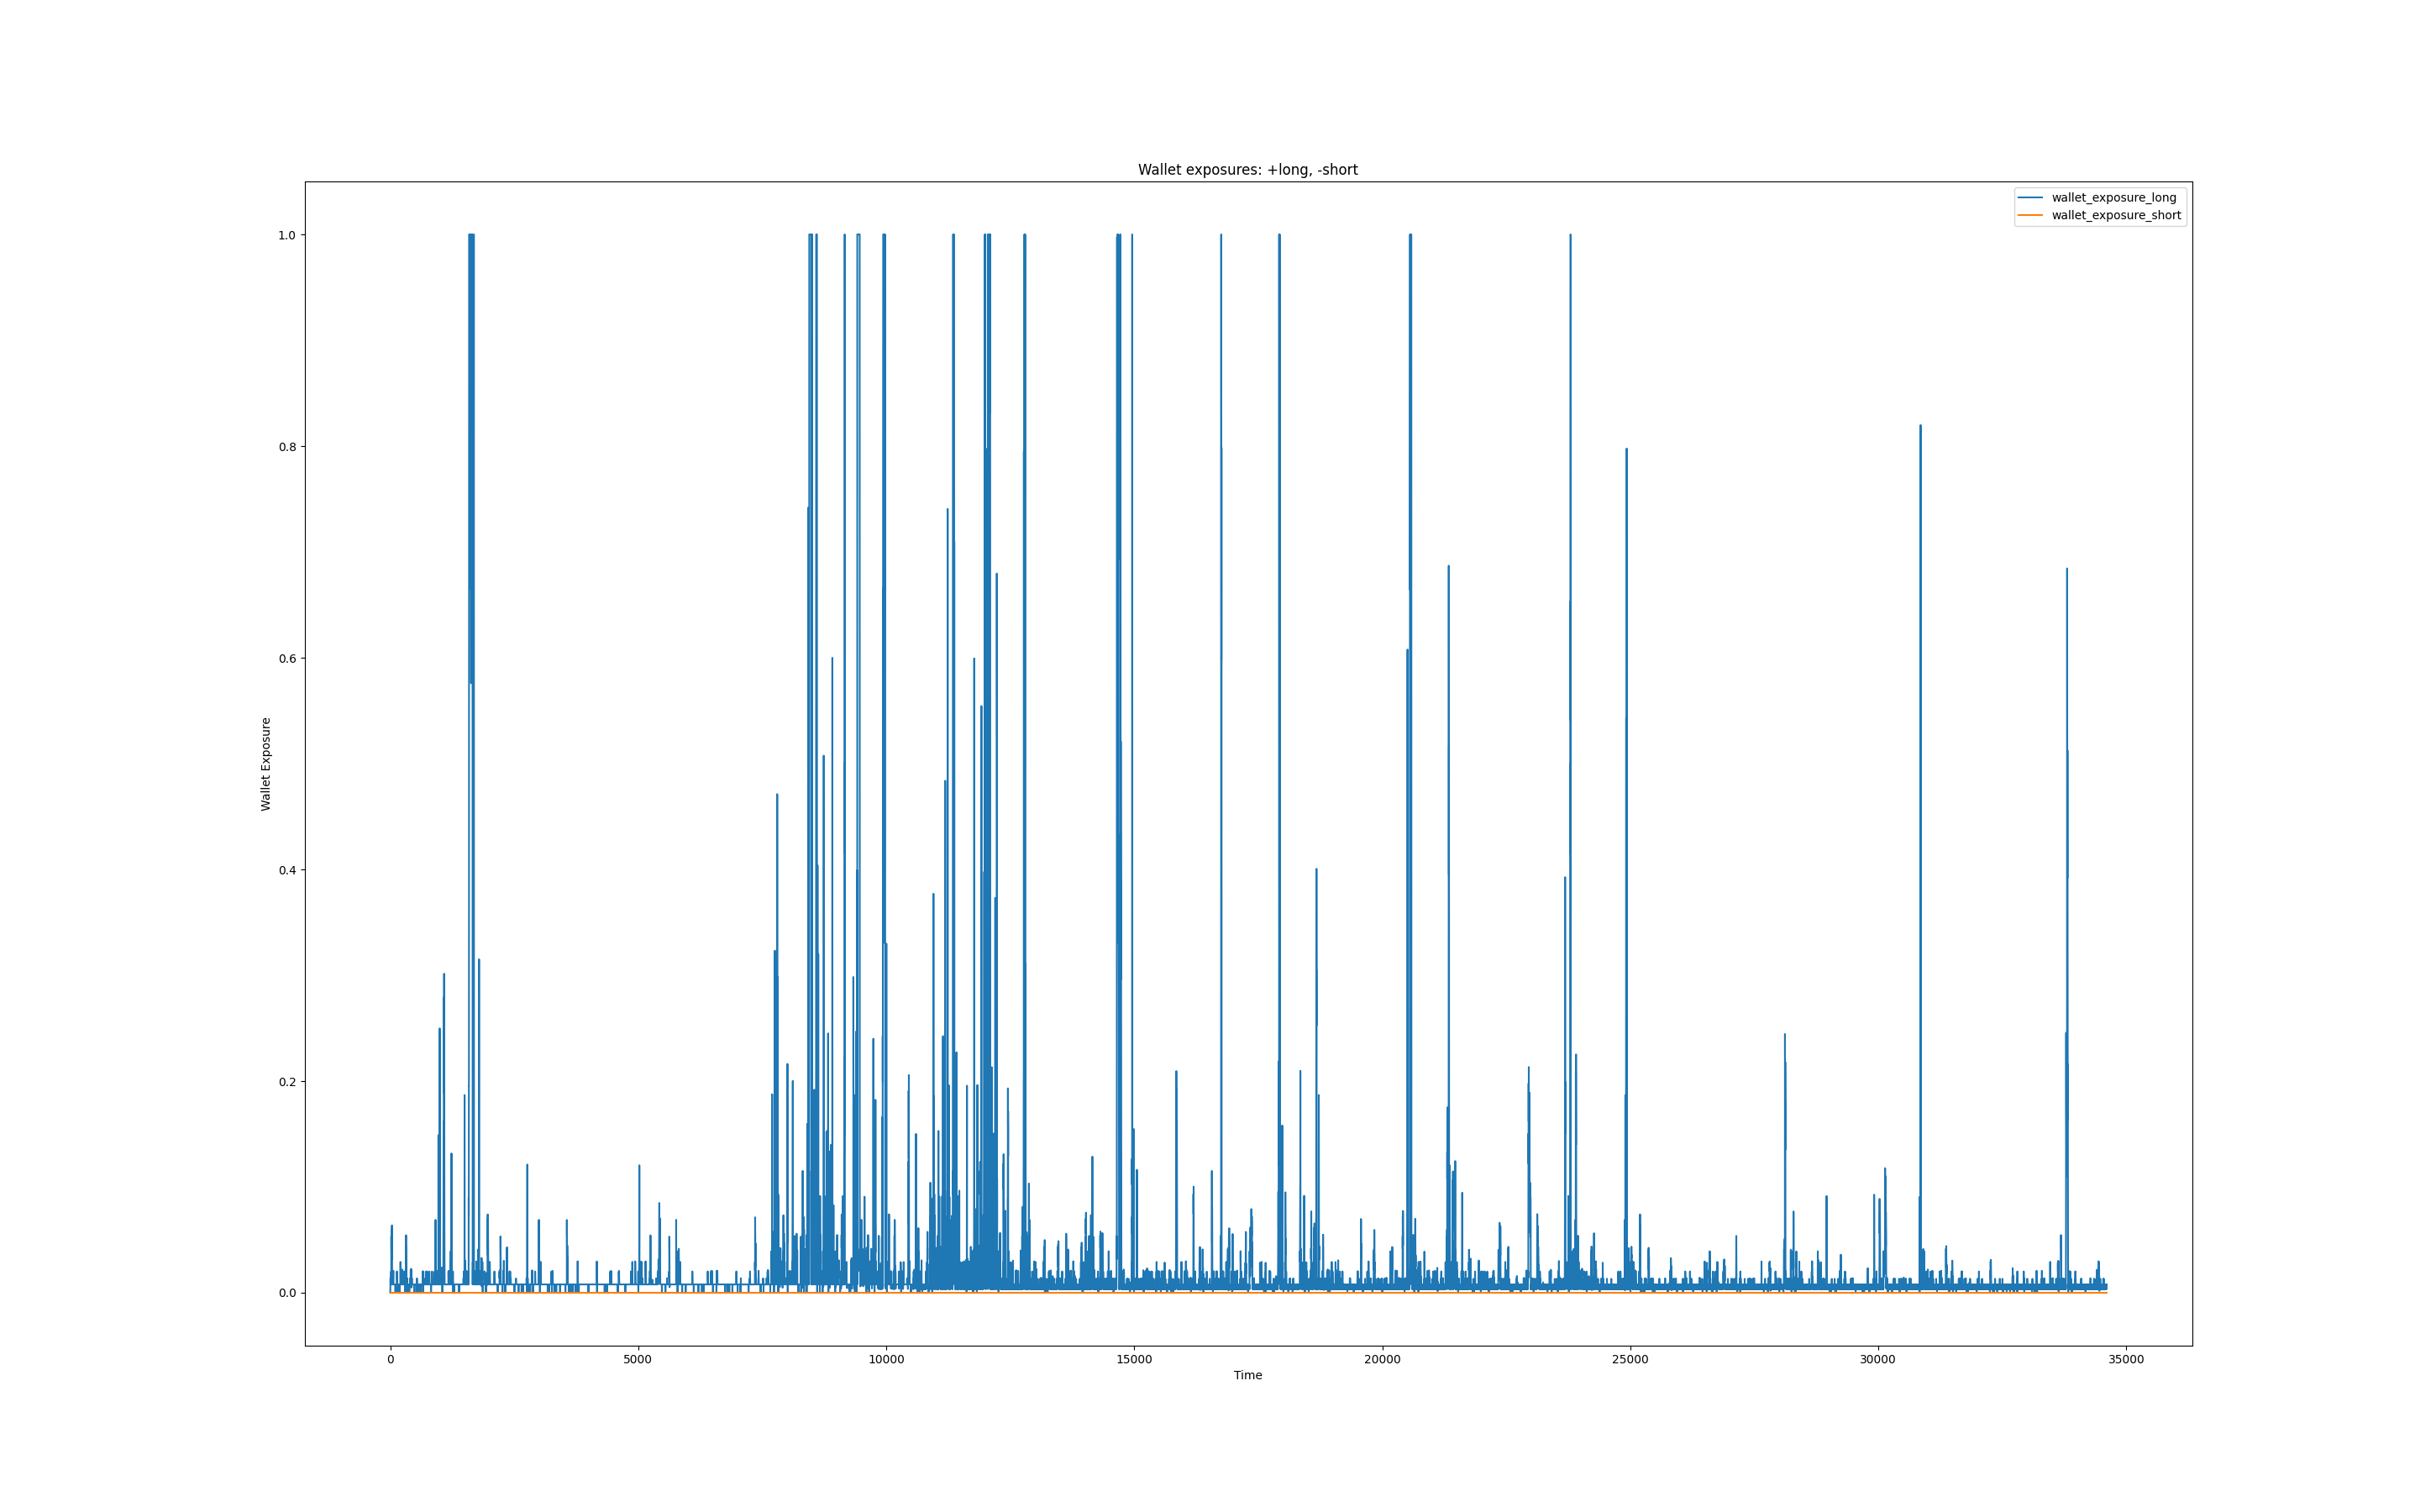 Wallet exposures: +long, -short
wallet_exposure_long
wallet_exposure_short
1.0
0.8
0.6
0.4
0.2
0.0
Wallet Exposure
0 5000 10000 15000 20000 25000 30000 35000
Time